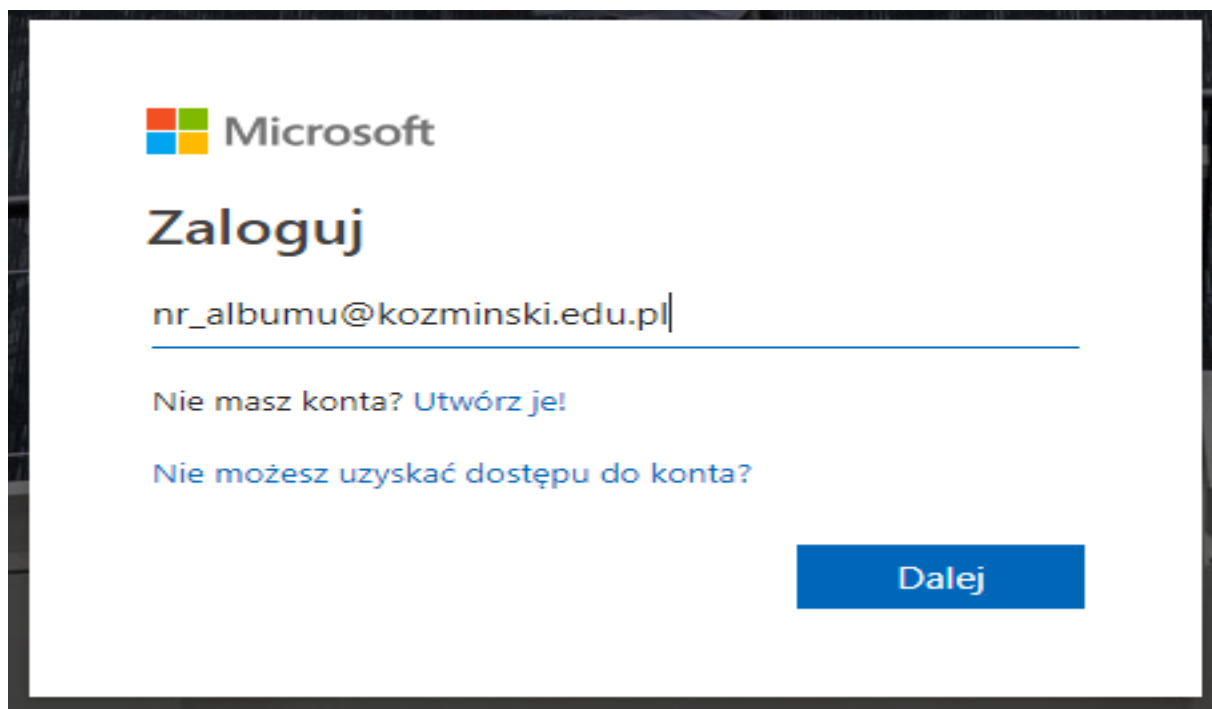 Microsoft
Zaloguj
nr_albumu@kozminski.edu.pl
Nie masz konta? Utwórz je!
Nie możesz uzyskać dostępu do konta?
Dalej